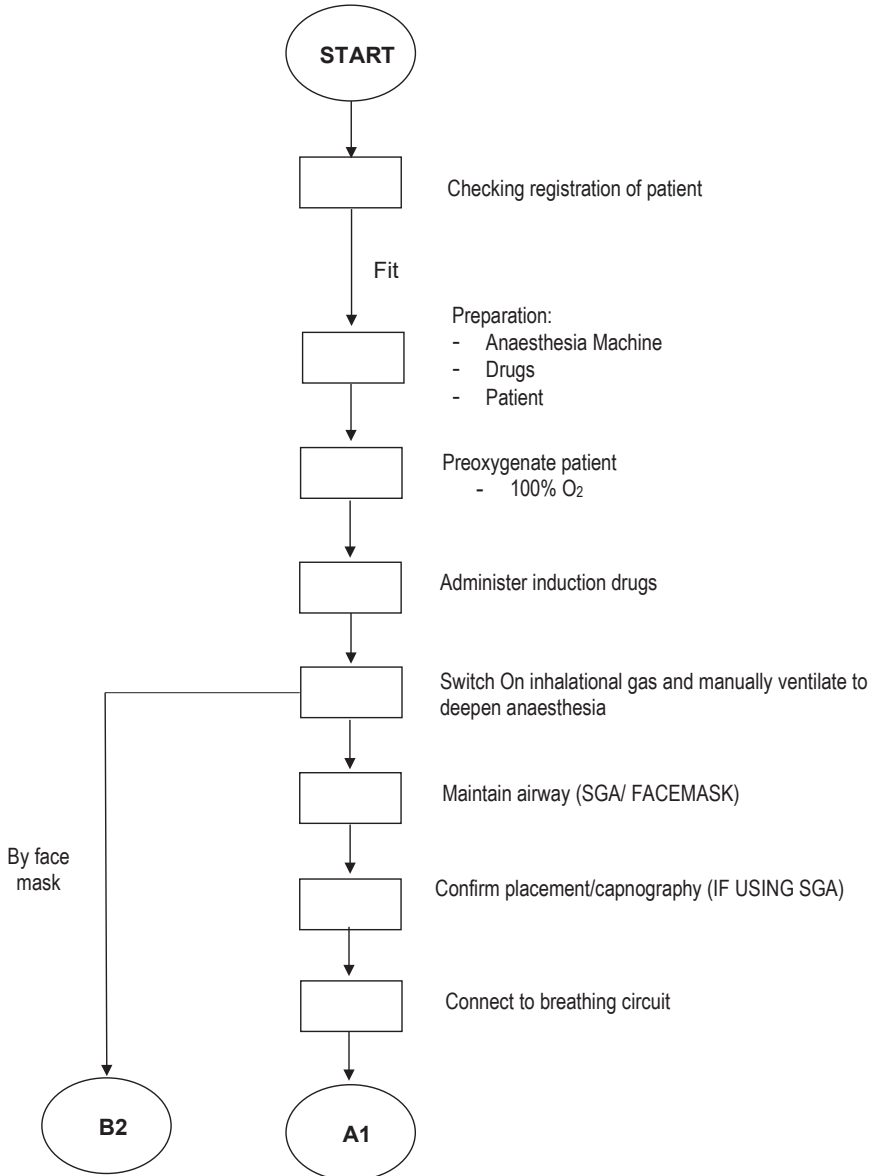 START
Checking registration of patient
Fit
Preparation:
- Anaesthesia Machine
- Drugs
- Patient
Preoxygenate patient
- 100% O2
Administer induction drugs
Switch On inhalational gas and manually ventilate to
deepen anaesthesia
Maintain airway (SGA/ FACEMASK)
By face
mask
Confirm placement/capnography (IF USING SGA)
Connect to breathing circuit
B2
A1